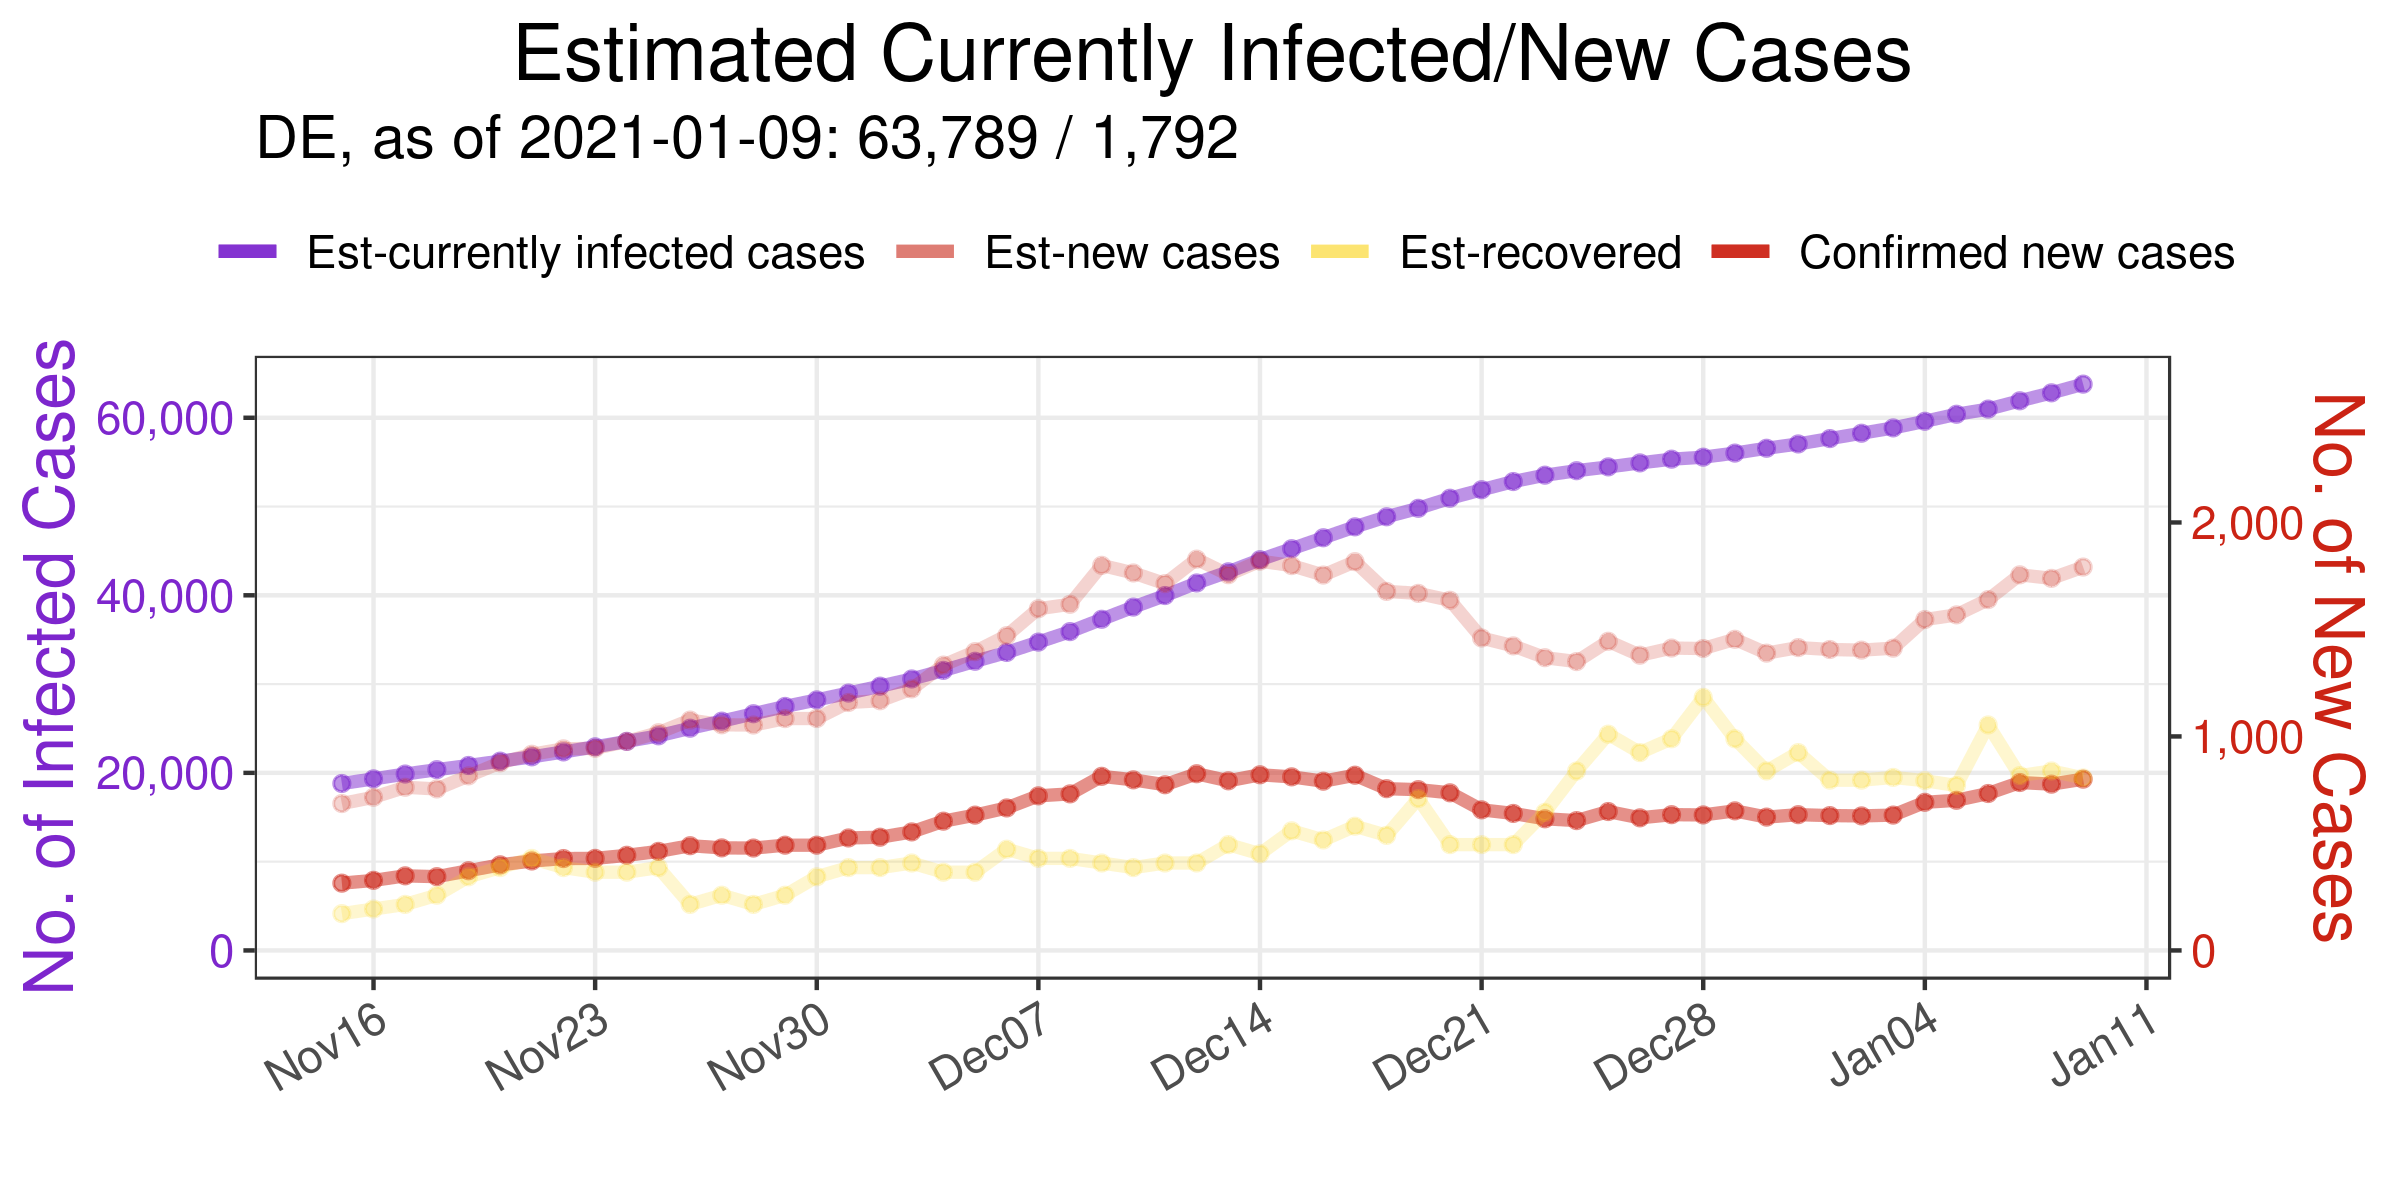 Estimated Currently Infected/New Cases
DE, as of 2021-01-09: 63,789 / 1,792
Est-currently infected cases Est-new cases Est-recovered Confirmed new cases
No. of Infected Cases
60,000
40,000
20,000
0
2,000
1,000
0
No. of New Cases
Nov16 Nov23 Nov30 Dec07 Dec14 Dec21 Dec28 Jan04 Jan11